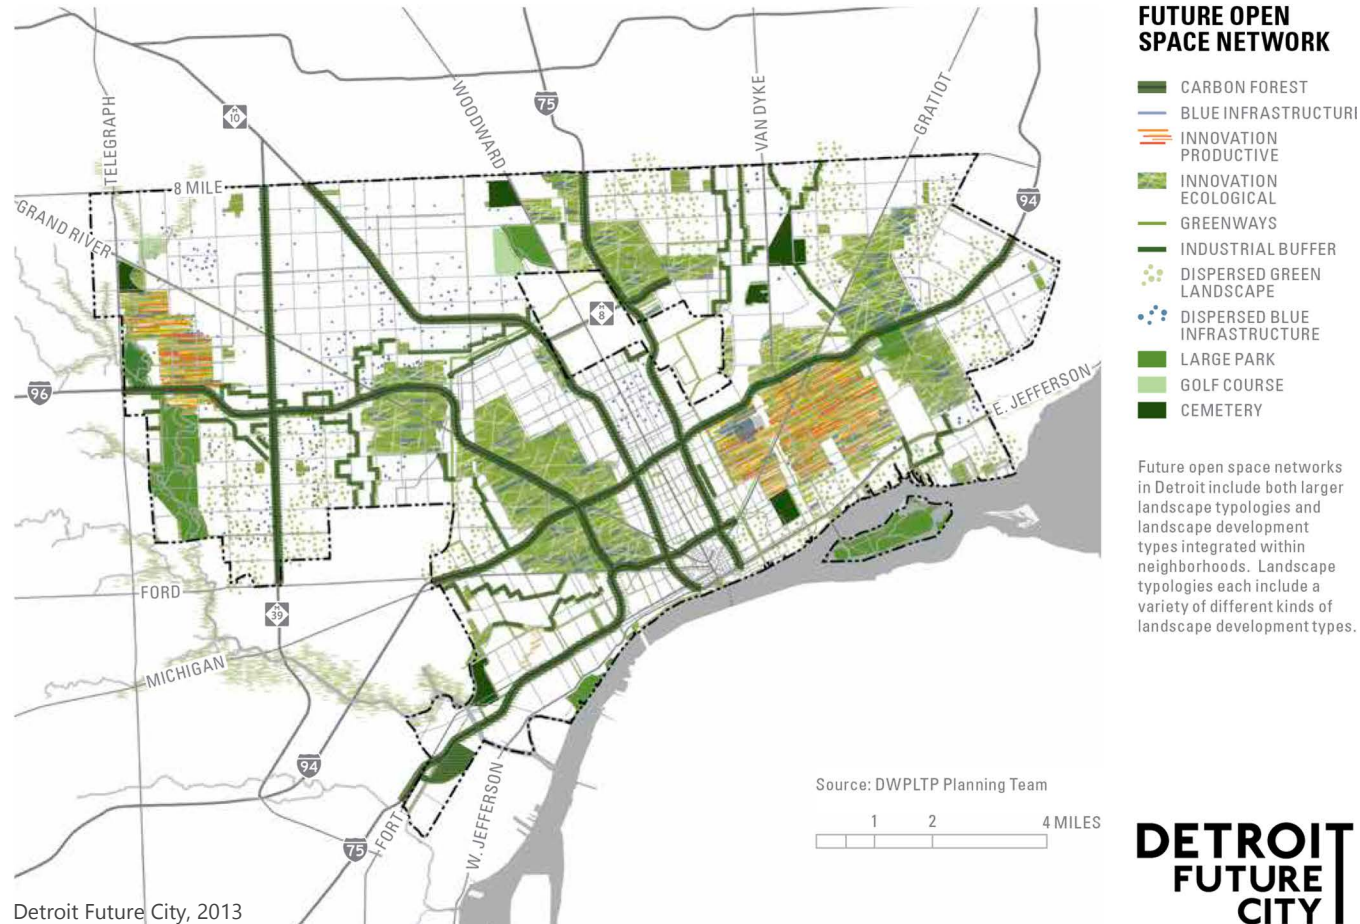 FUTURE OPEN
SPACE NETWORK
CARBON FOREST
BLUE INFRASTRUCTURE
INNOVATION
PRODUCTIVE
INNOVATION
ECOLOGICAL
GREENWAYS
INDUSTRIAL BUFFER
DISPERSED GREEN
LANDSCAPE
DISPERSED BLUE
INFRASTRUCTURE
LARGE PARK
GOLF COURSE
CEMETERY
Future open space networks
in Detroit include both larger
landscape typologies and
landscape development
types integrated within
neighborhoods. Landscape
typologies each include a
variety of different kinds of
landscape development types.
TELEGRAPH
M
10
WOODWARD
75
VAN DYKE
GRATIOT
8 MILE
94
GRAND RIVER
M
8
96
E. JEFFERSON
FORD
M
39
MICHIGAN
94
75
FORT
W. JEFFERSON
Source: DWPLTP Planning Team
1 2 4 MILES
Detroit Future City, 2013
DETROIT
FUTURE
CITY